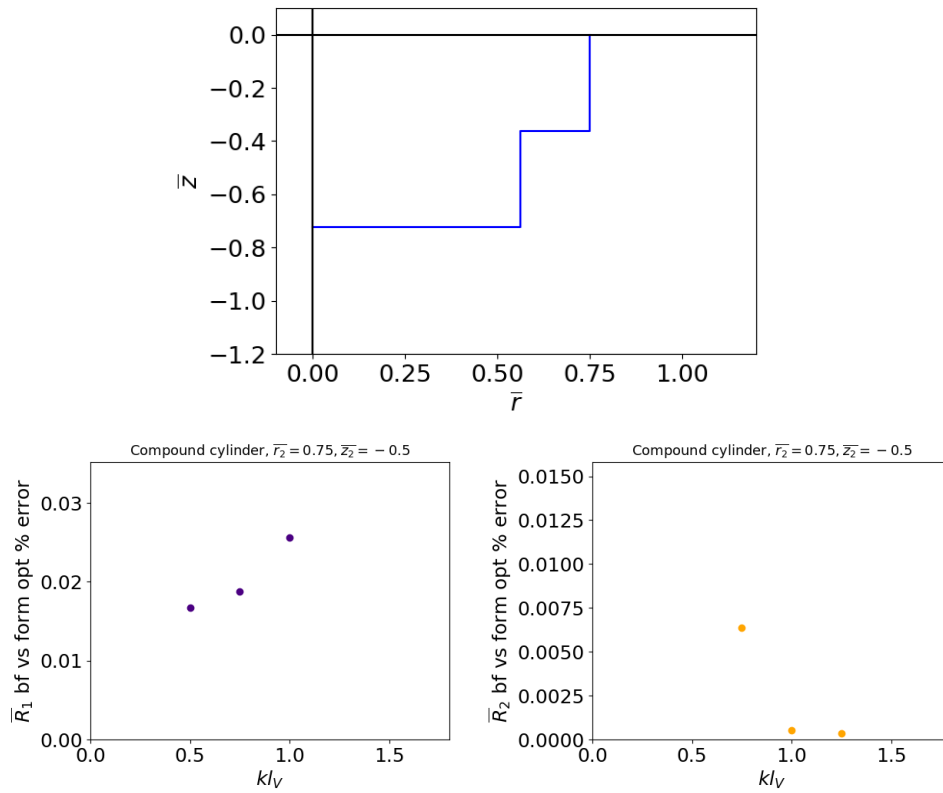 0.0
−0.2
−0.4
−0.6
−0.8
−1.0
−1.2
z̅
0.00 0.25 0.50 0.75 1.00
r̅
Compound cylinder, r̅₂ = 0.75, z̅₂ = −0.5
0.03
0.02
0.01
0.00
R̅₁ bf vs form opt % error
0.0 0.5 1.0 1.5
klV
Compound cylinder, r̅₂ = 0.75, z̅₂ = −0.5
0.0150
0.0125
0.0100
0.0075
0.0050
0.0025
0.0000
R̅₂ bf vs form opt % error
0.0 0.5 1.0 1.5
klV